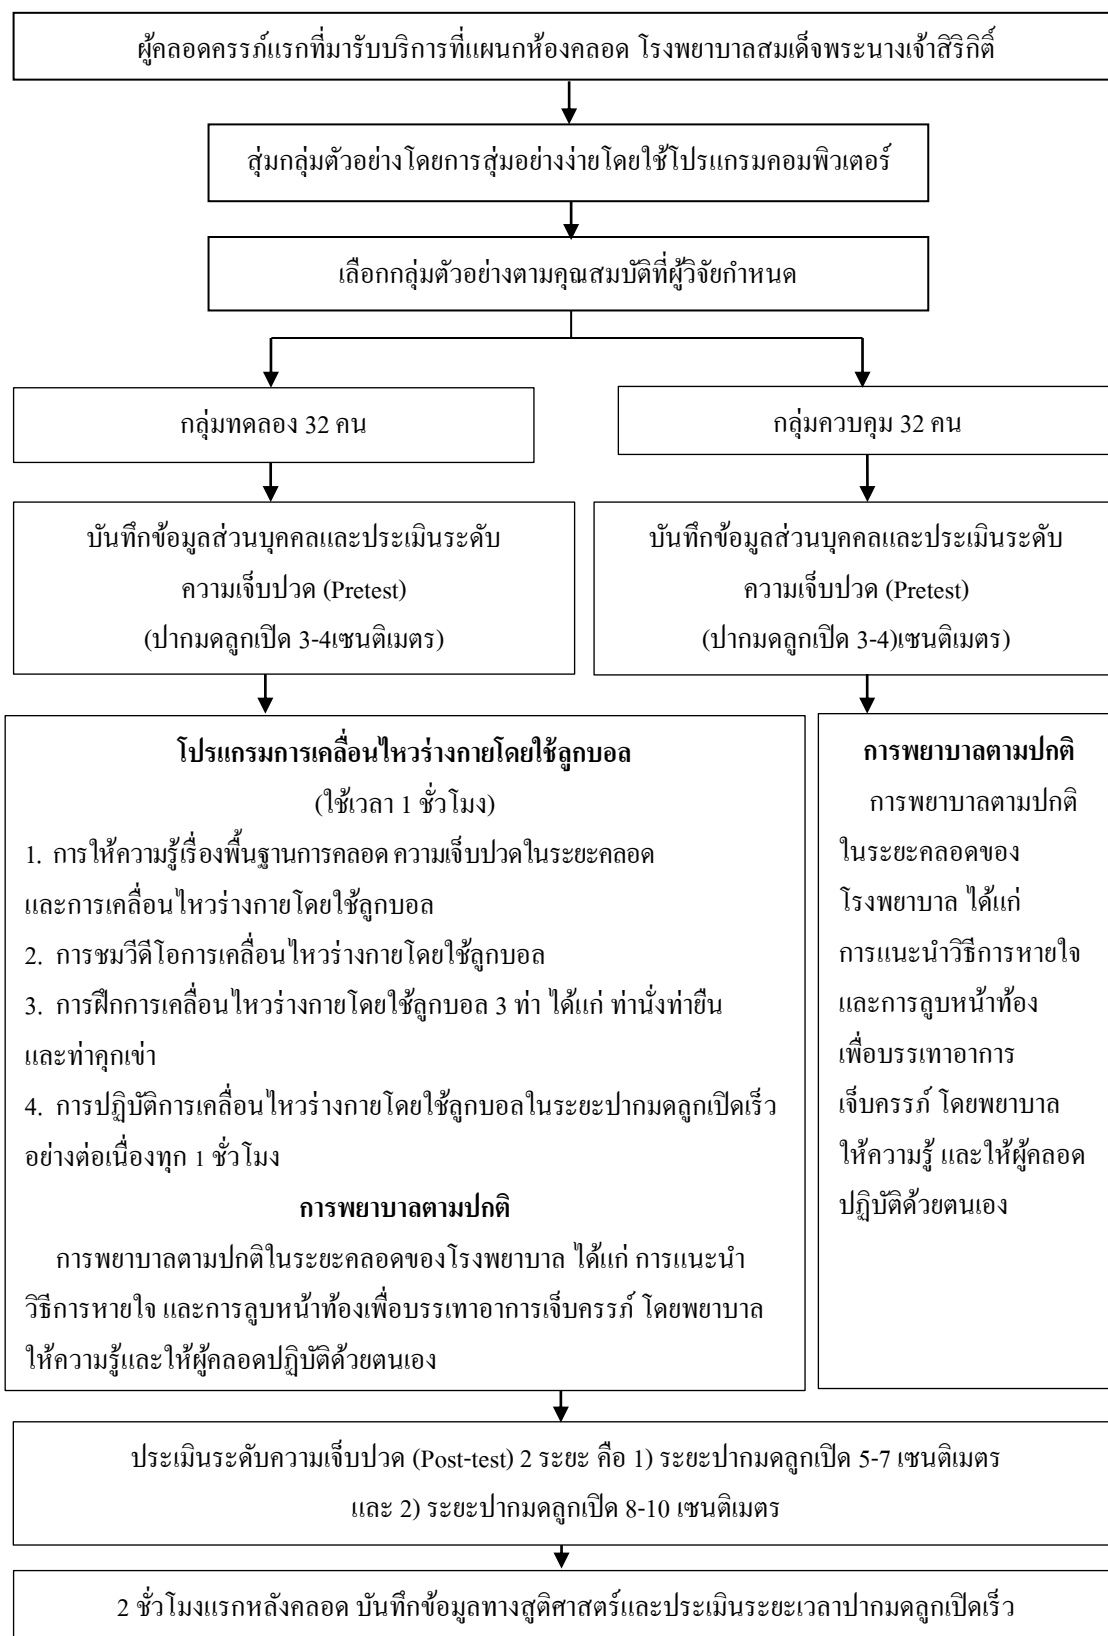 ผู้คลอดครรภ์แรกที่มารับบริการที่แผนกห้องคลอด โรงพยาบาลสมเด็จพระนางเจ้าสิริกิติ์
สุ่มกลุ่มตัวอย่างโดยการสุ่มอย่างง่ายโดยใช้โปรแกรมคอมพิวเตอร์
เลือกกลุ่มตัวอย่างตามคุณสมบัติที่ผู้วิจัยกำหนด
กลุ่มทดลอง 32 คน
กลุ่มควบคุม 32 คน
บันทึกข้อมูลส่วนบุคคลและประเมินระดับ
ความเจ็บปวด (Pretest)
(ปากมดลูกเปิด 3-4เซนติเมตร)
บันทึกข้อมูลส่วนบุคคลและประเมินระดับ
ความเจ็บปวด (Pretest)
(ปากมดลูกเปิด 3-4)เซนติเมตร)
โปรแกรมการเคลื่อนไหวร่างกายโดยใช้ลูกบอล
(ใช้เวลา 1 ชั่วโมง)
1. การให้ความรู้เรื่องพื้นฐานการคลอด ความเจ็บปวดในระยะคลอด
และการเคลื่อนไหวร่างกายโดยใช้ลูกบอล
2. การชมวีดีโอการเคลื่อนไหวร่างกายโดยใช้ลูกบอล
3. การฝึกการเคลื่อนไหวร่างกายโดยใช้ลูกบอล 3 ท่า ได้แก่ ท่านั่งท่ายืน
และท่าคุกเข่า
4. การปฏิบัติการเคลื่อนไหวร่างกายโดยใช้ลูกบอลในระยะปากมดลูกเปิดเร็ว
อย่างต่อเนื่องทุก 1 ชั่วโมง
การพยาบาลตามปกติ
การพยาบาลตามปกติในระยะคลอดของโรงพยาบาล ได้แก่ การแนะนำ
วิธีการหายใจ และการลูบหน้าท้องเพื่อบรรเทาอาการเจ็บครรภ์ โดยพยาบาล
ให้ความรู้และให้ผู้คลอดปฏิบัติด้วยตนเอง
การพยาบาลตามปกติ
การพยาบาลตามปกติ
ในระยะคลอดของ
โรงพยาบาล ได้แก่
การแนะนำวิธีการหายใจ
และการลูบหน้าท้อง
เพื่อบรรเทาอาการ
เจ็บครรภ์ โดยพยาบาล
ให้ความรู้ และให้ผู้คลอด
ปฏิบัติด้วยตนเอง
ประเมินระดับความเจ็บปวด (Post-test) 2 ระยะ คือ 1) ระยะปากมดลูกเปิด 5-7 เซนติเมตร
และ 2) ระยะปากมดลูกเปิด 8-10 เซนติเมตร
2 ชั่วโมงแรกหลังคลอด บันทึกข้อมูลทางสูติศาสตร์และประเมินระยะเวลาปากมดลูกเปิดเร็ว